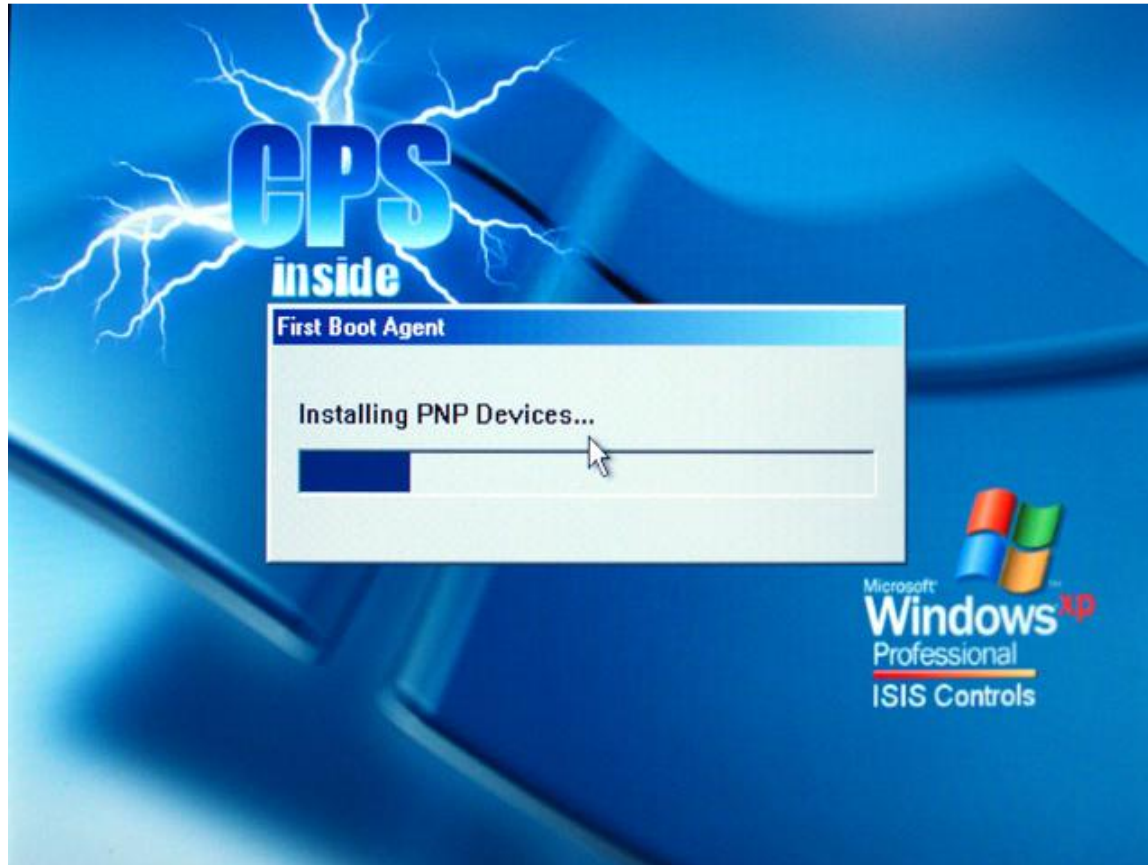 CPS
inside
First Boot Agent
Installing PNP Devices...
Microsoft
Windows xp
Professional
ISIS Controls